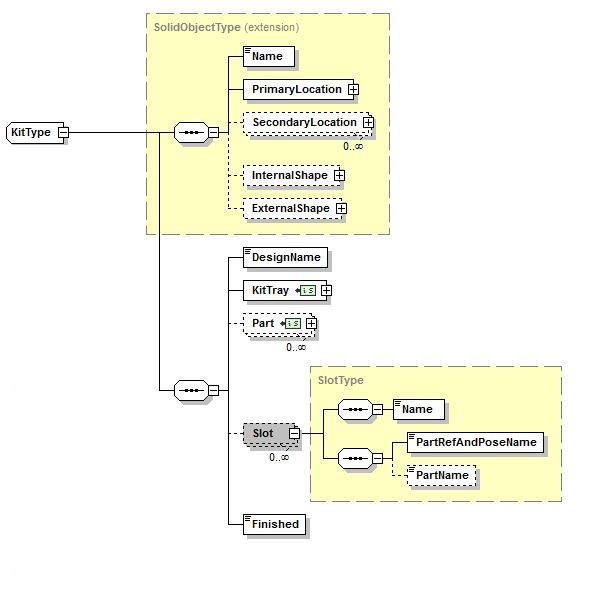 SolidObjectType (extension)
Name
PrimaryLocation
SecondaryLocation
0..∞
InternalShape
ExternalShape
KitType
DesignName
KitTray
Part
0..∞
SlotType
Name
Slot
0..∞
PartRefAndPoseName
PartName
Finished